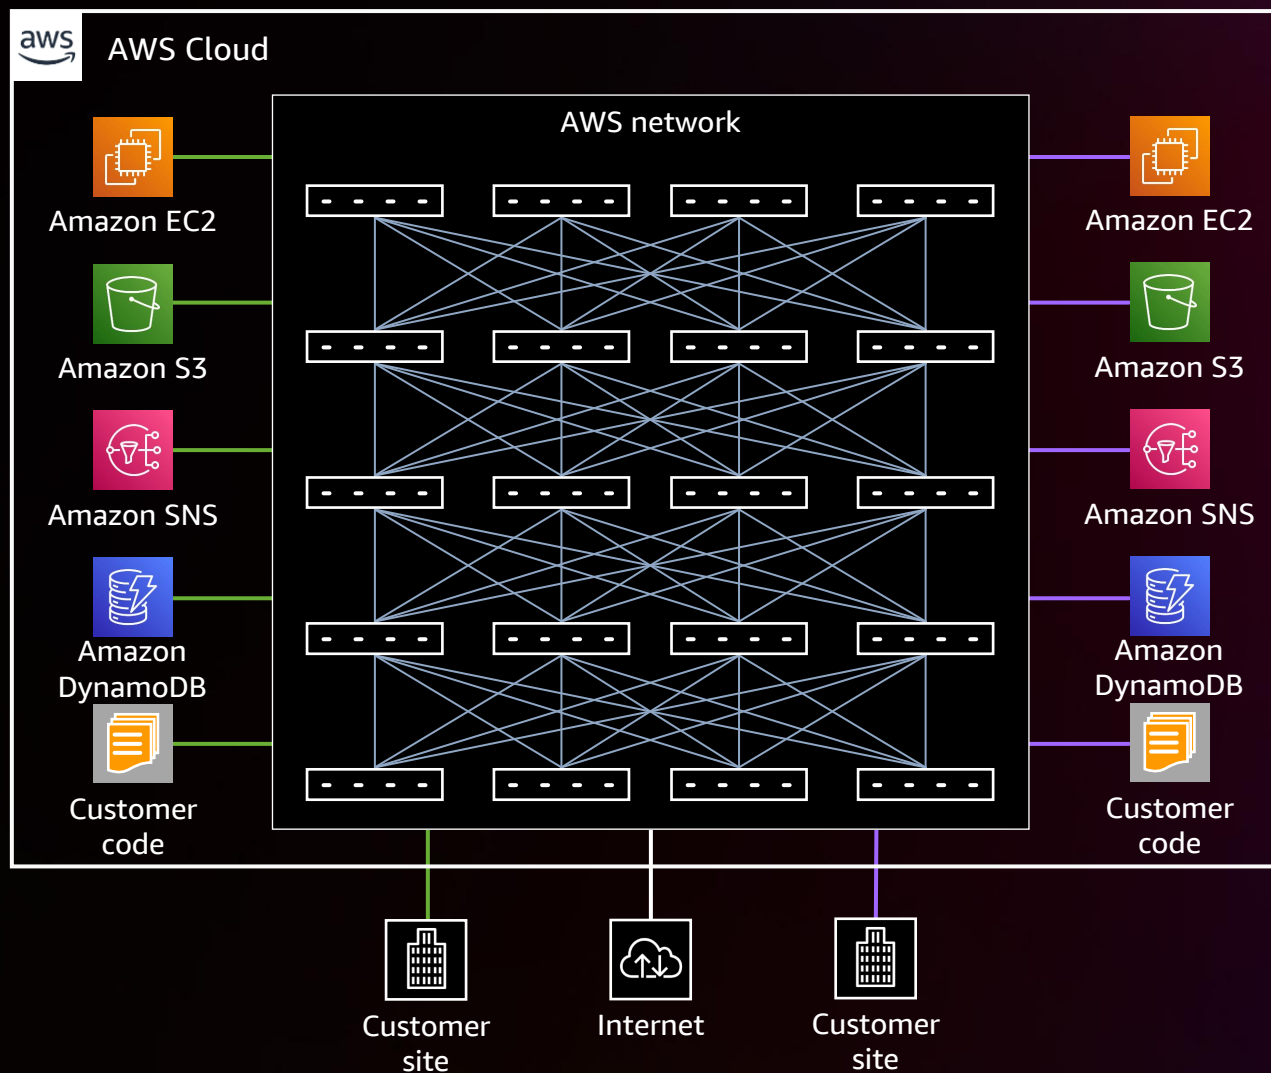 aws
AWS Cloud
AWS network
Amazon EC2
Amazon S3
Amazon SNS
Amazon
DynamoDB
Customer
code
Amazon EC2
Amazon S3
Amazon SNS
Amazon
DynamoDB
Customer
code
Customer
site
Internet
Customer
site